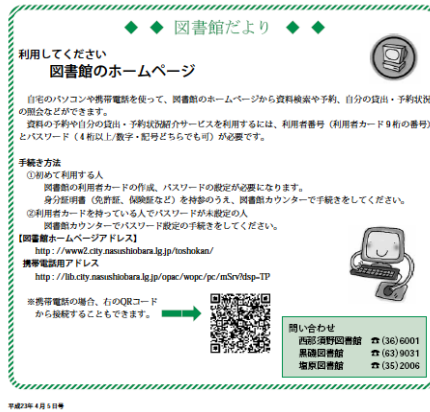 ◆ ◆ 図書館だより ◆ ◆
利用してください
図書館のホームページ
自宅のパソコンや携帯電話を使って、図書館のホームページから資料検索や予約、自分の貸出・予約状況
の照会などができます。
資料の予約や自分の貸出・予約状況紹介サービスを利用するには、利用者番号（利用者カード9桁の番号）
とパスワード（4桁以上/数字・記号どちらでも可）が必要です。
手続き方法
①初めて利用する人
図書館の利用者カードの作成、パスワードの設定が必要になります。
身分証明書（免許証、保険証など）を持参のうえ、図書館カウンターで手続きをしてください。
②利用者カードを持っている人でパスワードが未設定の人
図書館カウンターでパスワード設定の手続きをしてください。
【図書館ホームページアドレス】
http://www2.city.nasushiobara.lg.jp/toshokan/
携帯電話用アドレス
http://lib.city.nasushiobara.lg.jp/opac/wopc/pc/mSrv?dsp=TP
※携帯電話の場合、右のQRコード
から接続することもできます。
問い合わせ
西那須野図書館 ☎(36)6001
黒磯図書館 ☎(63)9031
塩原図書館 ☎(35)2006
平成23年4月5日号